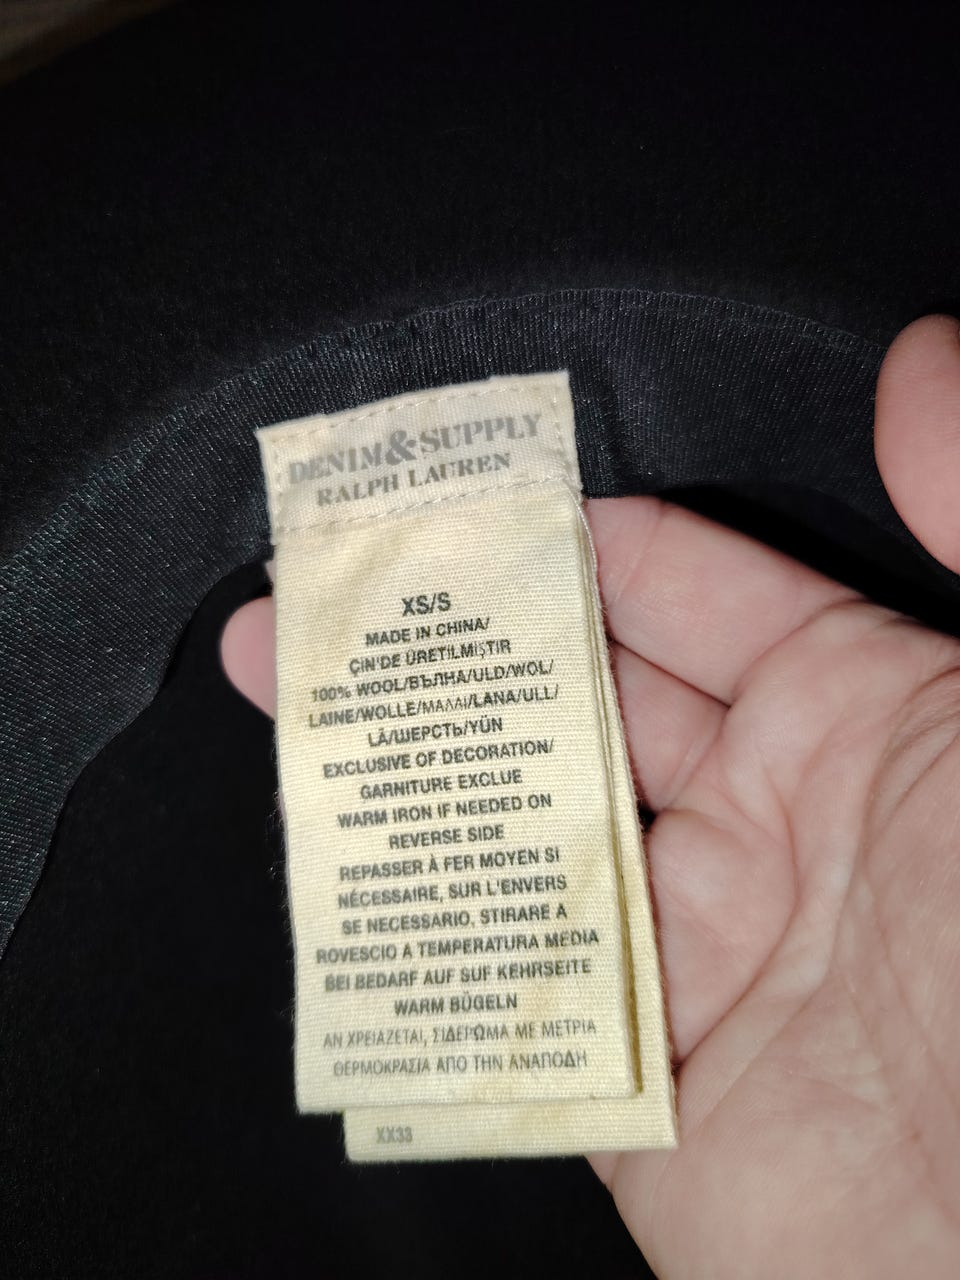 DENIM&SUPPLY
RALPH LAUREN
XS/S
MADE IN CHINA/
ÇIN'DE ÜRETILMIŞTIR
100% WOOL/ВЪЛНА/ULD/WOL/
LAINE/WOLLE/ΜΑΛΛΙ/LANA/ULL/
LÃ/ШЕРСТЬ/YÜN
EXCLUSIVE OF DECORATION/
GARNITURE EXCLUE
WARM IRON IF NEEDED ON
REVERSE SIDE
REPASSER À FER MOYEN SI
NÉCESSAIRE, SUR L'ENVERS
SE NECESSARIO, STIRARE A
ROVESCIO A TEMPERATURA MEDIA
BEI BEDARF AUF SUF KEHRSEITE
WARM BÜGELN
ΑΝ ΧΡΕΙΑΖΕΤΑΙ, ΣΙΔΕΡΩΜΑ ΜΕ ΜΕΤΡΙΑ
ΘΕΡΜΟΚΡΑΣΙΑ ΑΠΟ ΤΗΝ ΑΝΑΠΟΔΗ
XX33